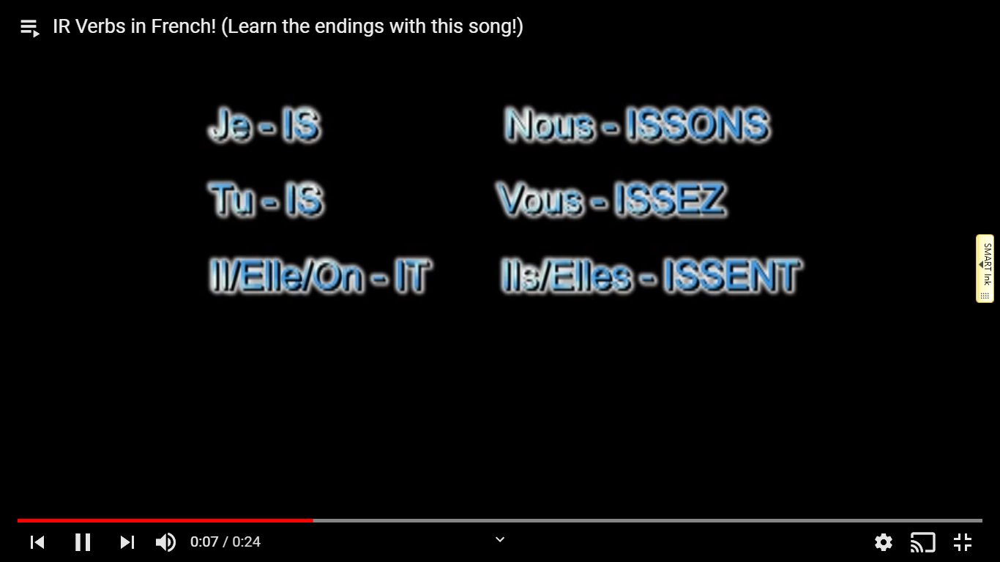 IR Verbs in French! (Learn the endings with this song!)
Je - IS
Nous - ISSONS
Tu - IS
Vous - ISSEZ
Il/Elle/On - IT
Ils/Elles - ISSENT
SMART Ink
0:07 / 0:24